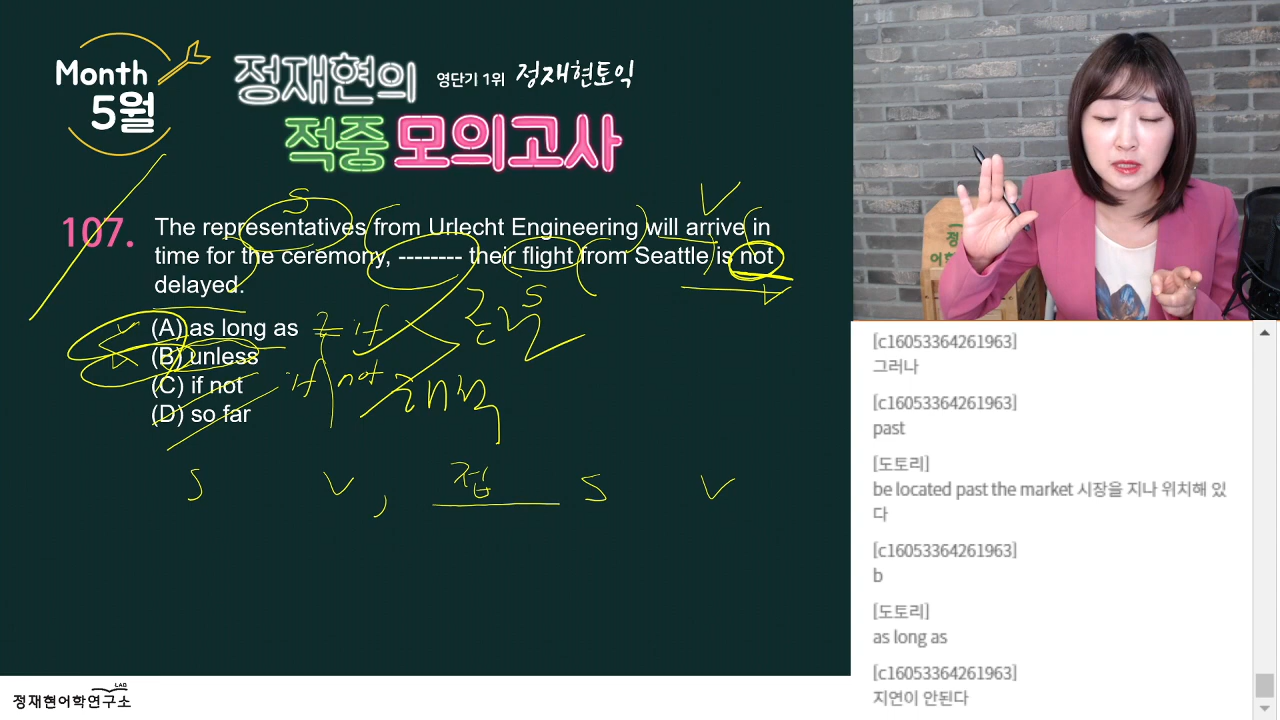 Month
5월
정재현의
영단기 1위 정재현토익
적중 모의고사
S
V
107.
The representatives from Urlecht Engineering will arrive in
time for the ceremony, -------- their flight from Seattle is not
delayed.
S
V
(A) as long as = if
(B) unless
(C) if not
if not
(D) so far
S V , 접 S V
LAB
정재현어학연구소
[c16053364261963]
그러나
[c16053364261963]
past
[도토리]
be located past the market 시장을 지나 위치해 있
다
[c16053364261963]
b
[도토리]
as long as
[c16053364261963]
지연이 안된다